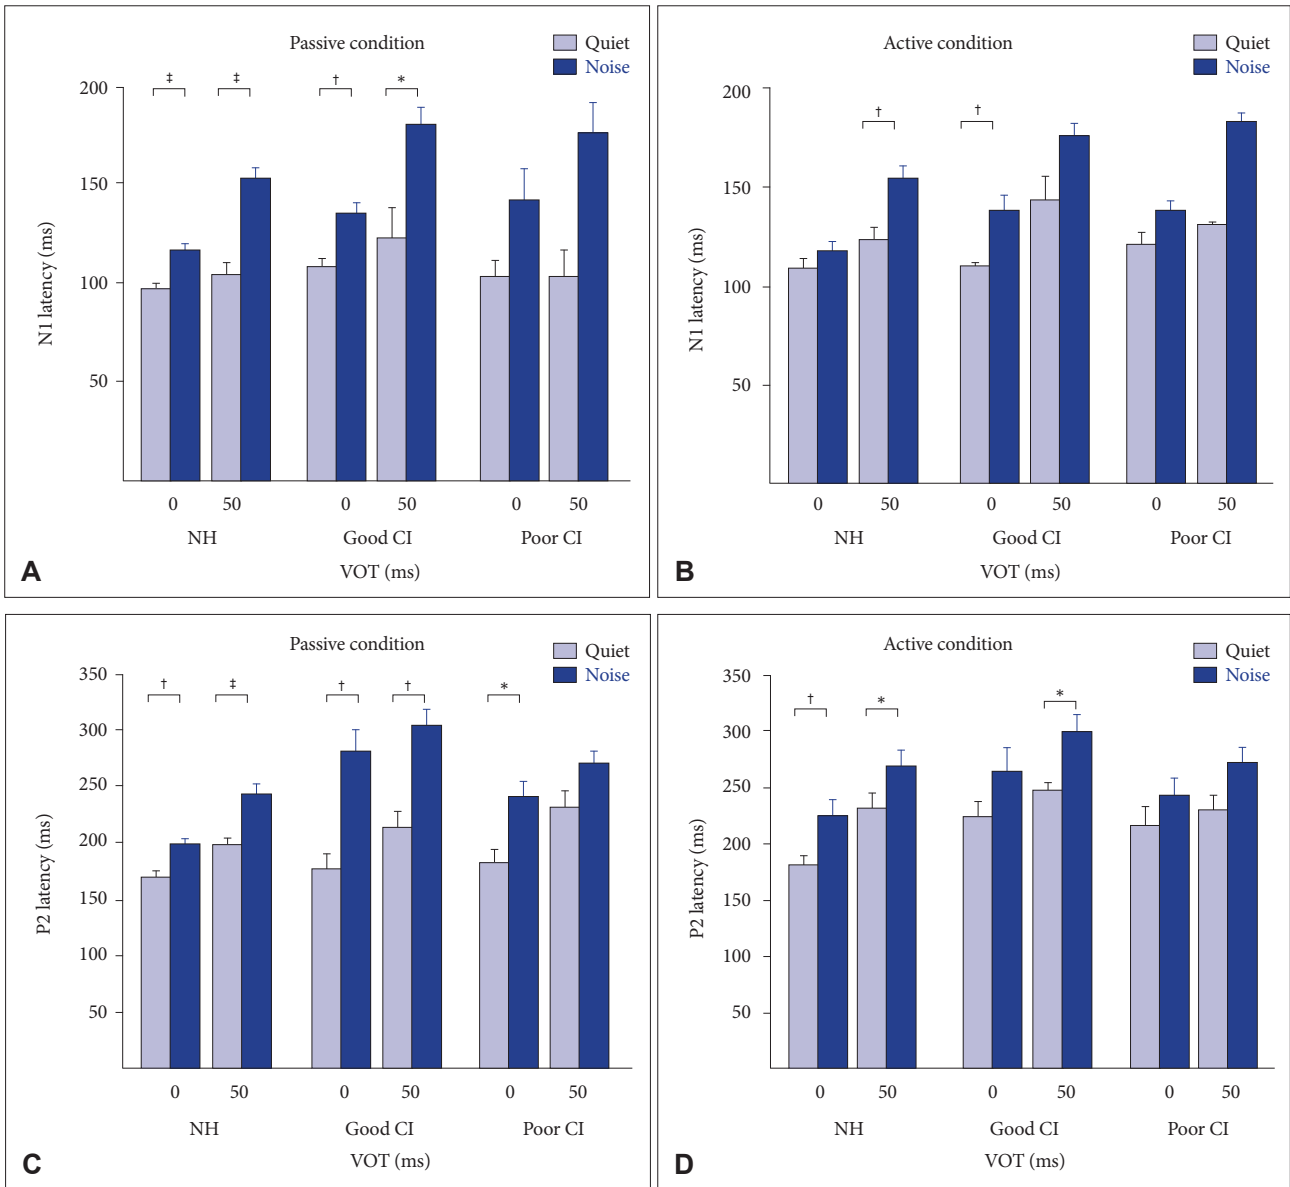 Passive condition
Quiet
Noise
‡ ‡ † *
200
150
100
50
N1 latency (ms)
0 50 0 50 0 50
NH Good CI Poor CI
VOT (ms)
A
Active condition
Quiet
Noise
† †
200
150
100
50
N1 latency (ms)
0 50 0 50 0 50
NH Good CI Poor CI
VOT (ms)
B
Passive condition
Quiet
Noise
† ‡ † † *
350
300
250
200
150
100
50
P2 latency (ms)
0 50 0 50 0 50
NH Good CI Poor CI
VOT (ms)
C
Active condition
Quiet
Noise
† * *
350
300
250
200
150
100
50
P2 latency (ms)
0 50 0 50 0 50
NH Good CI Poor CI
VOT (ms)
D